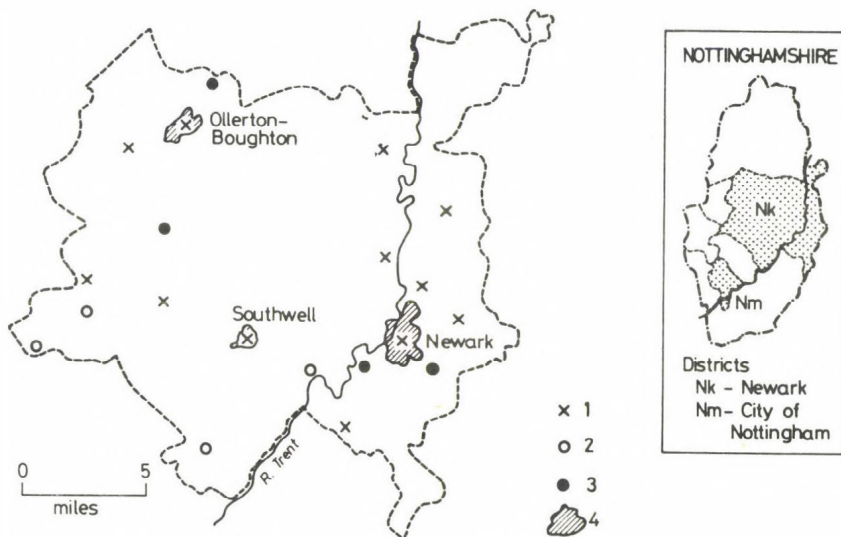 Ollerton-
Boughton
Southwell
Newark
R. Trent
0 5
miles
1
2
3
4
NOTTINGHAMSHIRE
Nk
Nm
Districts
Nk - Newark
Nm - City of
Nottingham